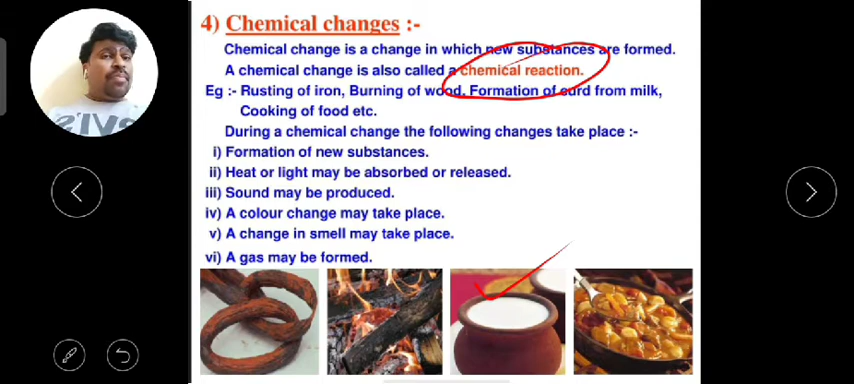 4) Chemical changes :-
Chemical change is a change in which new substances are formed.
A chemical change is also called a chemical reaction.
Eg :- Rusting of iron, Burning of wood, Formation of curd from milk,
Cooking of food etc.
During a chemical change the following changes take place :-
i) Formation of new substances.
ii) Heat or light may be absorbed or released.
iii) Sound may be produced.
iv) A colour change may take place.
v) A change in smell may take place.
vi) A gas may be formed.